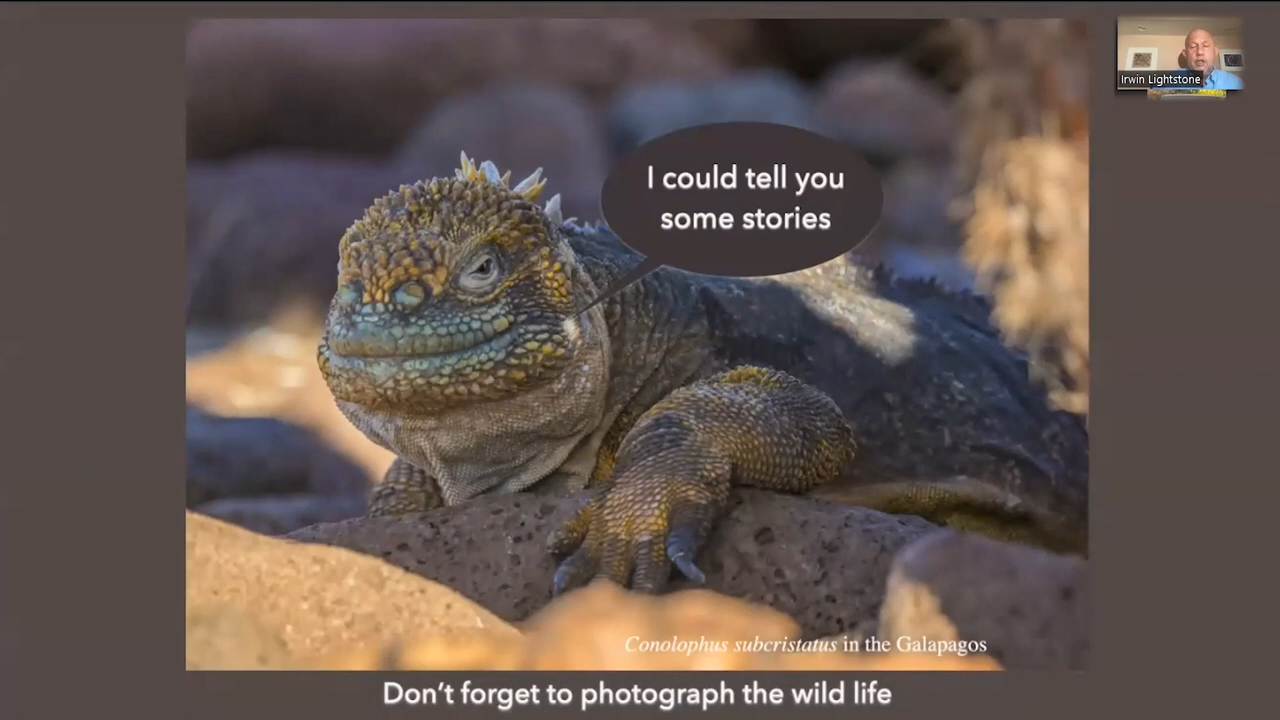 Irwin Lightstone
I could tell you
some stories
Conolophus subcristatus in the Galapagos
Don't forget to photograph the wild life